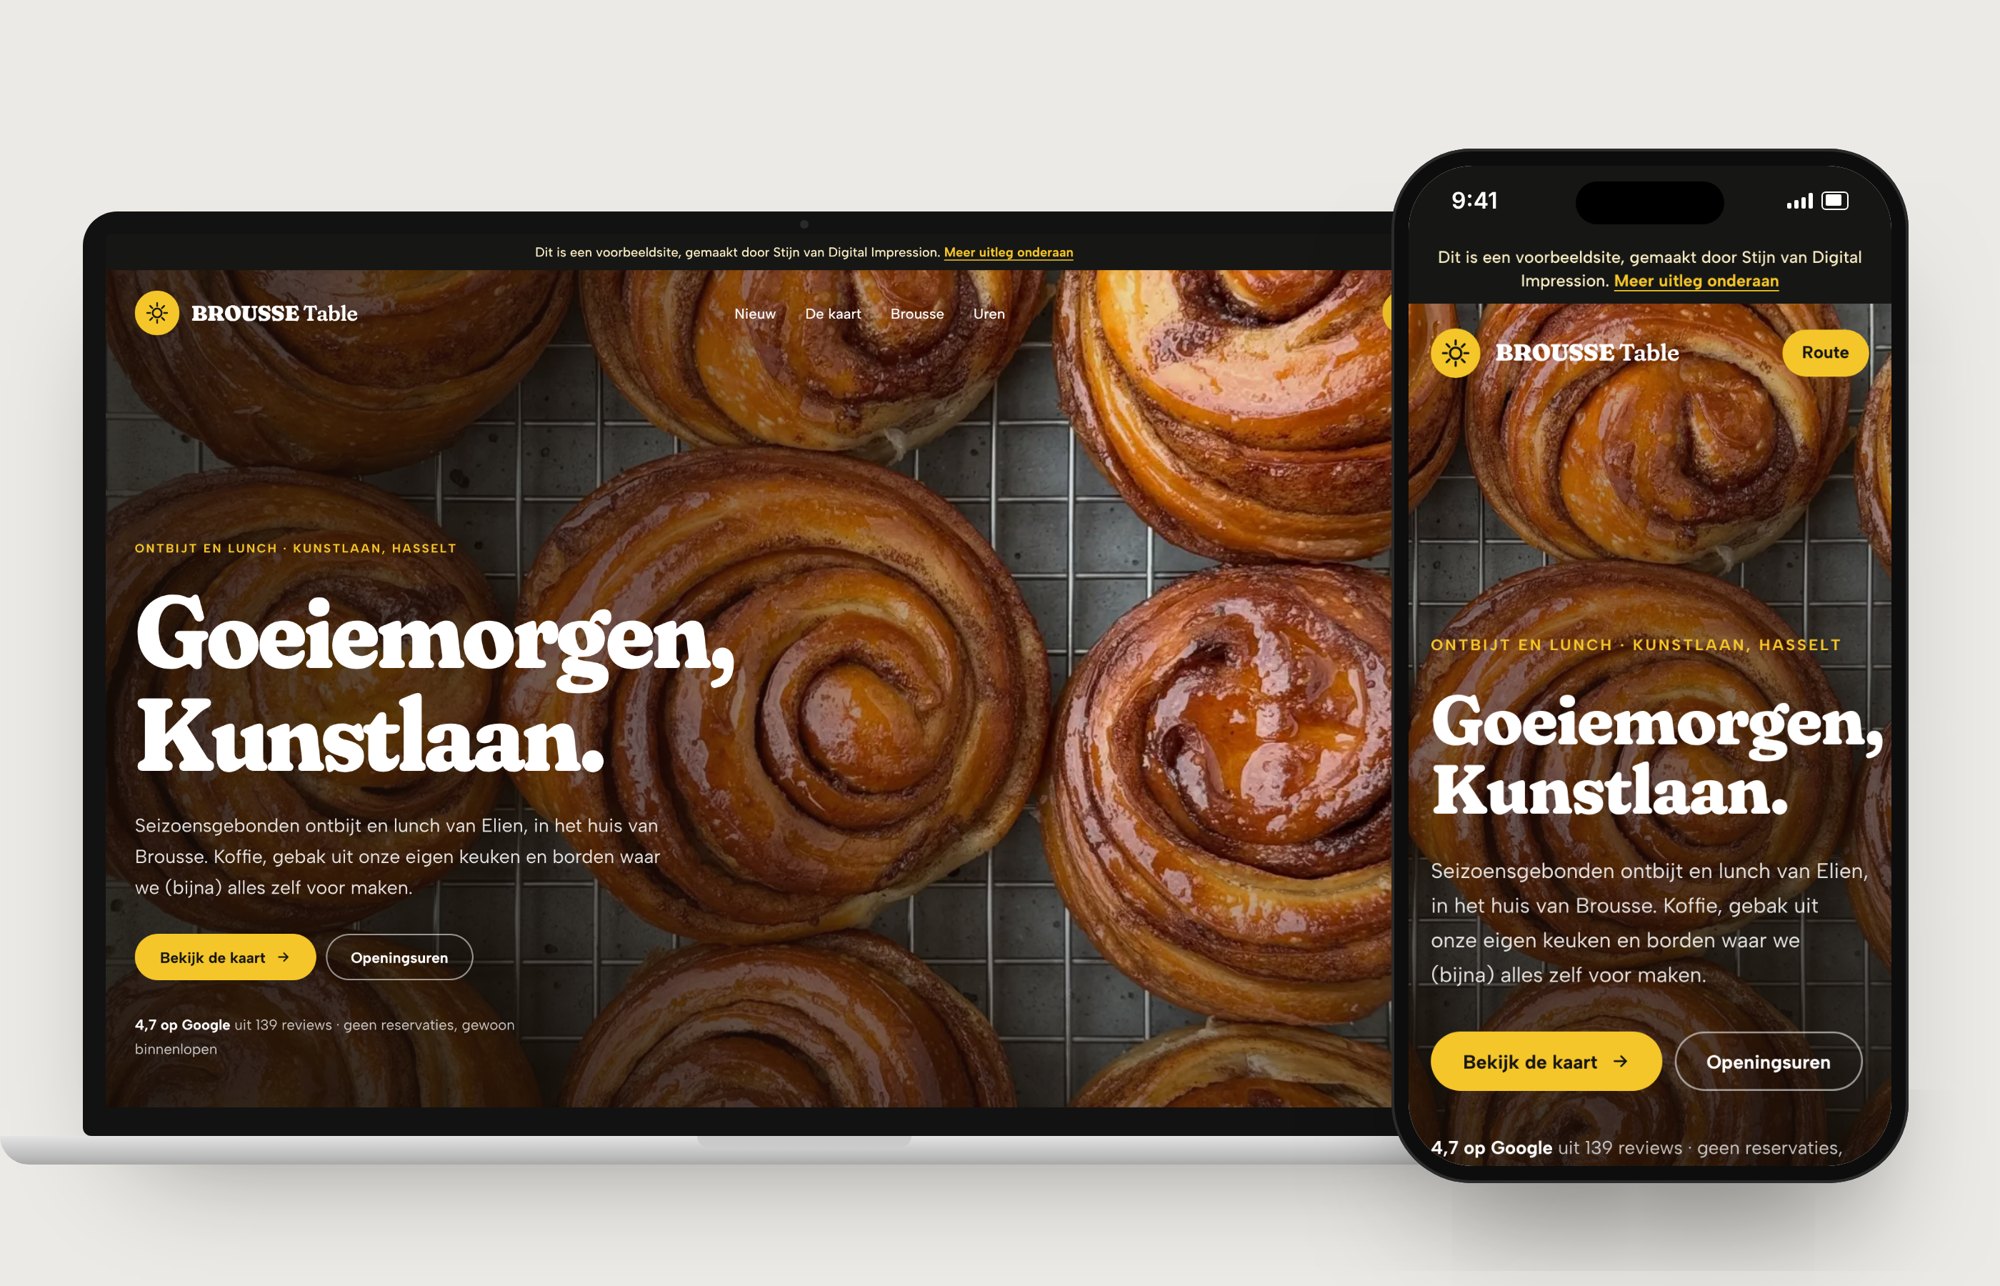 Dit is een voorbeeldsite, gemaakt door Stijn van Digital Impression. Meer uitleg onderaan
BROUSSE Table
Nieuw De kaart Brousse Uren
ONTBIJT EN LUNCH · KUNSTLAAN, HASSELT
Goeiemorgen,
Kunstlaan.
Seizoensgebonden ontbijt en lunch van Elien, in het huis van
Brousse. Koffie, gebak uit onze eigen keuken en borden waar
we (bijna) alles zelf voor maken.
Bekijk de kaart → Openingsuren
4,7 op Google uit 139 reviews · geen reservaties, gewoon
binnenlopen
9:41
Dit is een voorbeeldsite, gemaakt door Stijn van Digital
Impression. Meer uitleg onderaan
BROUSSE Table Route
ONTBIJT EN LUNCH · KUNSTLAAN, HASSELT
Goeiemorgen,
Kunstlaan.
Seizoensgebonden ontbijt en lunch van Elien,
in het huis van Brousse. Koffie, gebak uit
onze eigen keuken en borden waar we
(bijna) alles zelf voor maken.
Bekijk de kaart → Openingsuren
4,7 op Google uit 139 reviews · geen reservaties,